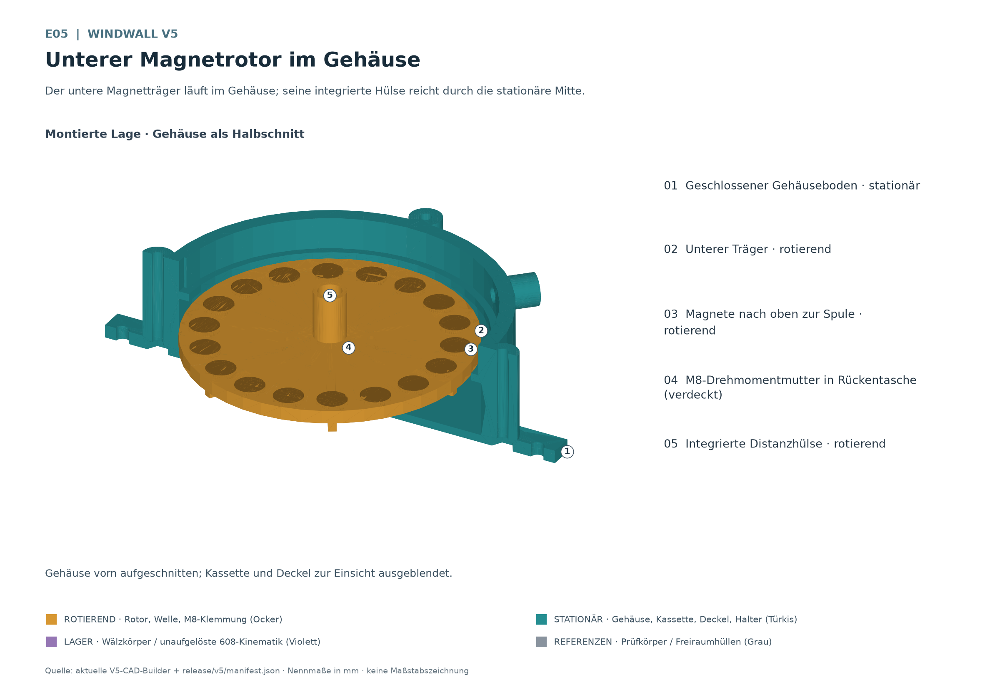 E05 | WINDWALL V5
Unterer Magnetrotor im Gehäuse
Der untere Magnetträger läuft im Gehäuse; seine integrierte Hülse reicht durch die stationäre Mitte.
Montierte Lage · Gehäuse als Halbschnitt
5
2
4
3
1
01 Geschlossener Gehäuseboden · stationär
02 Unterer Träger · rotierend
03 Magnete nach oben zur Spule ·
rotierend
04 M8-Drehmomentmutter in Rückentasche
(verdeckt)
05 Integrierte Distanzhülse · rotierend
Gehäuse vorn aufgeschnitten; Kassette und Deckel zur Einsicht ausgeblendet.
ROTIEREND · Rotor, Welle, M8-Klemmung (Ocker)
STATIONÄR · Gehäuse, Kassette, Deckel, Halter (Türkis)
LAGER · Wälzkörper / unaufgelöste 608-Kinematik (Violett)
REFERENZEN · Prüfkörper / Freiraumhüllen (Grau)
Quelle: aktuelle V5-CAD-Builder + release/v5/manifest.json · Nennmaße in mm · keine Maßstabszeichnung